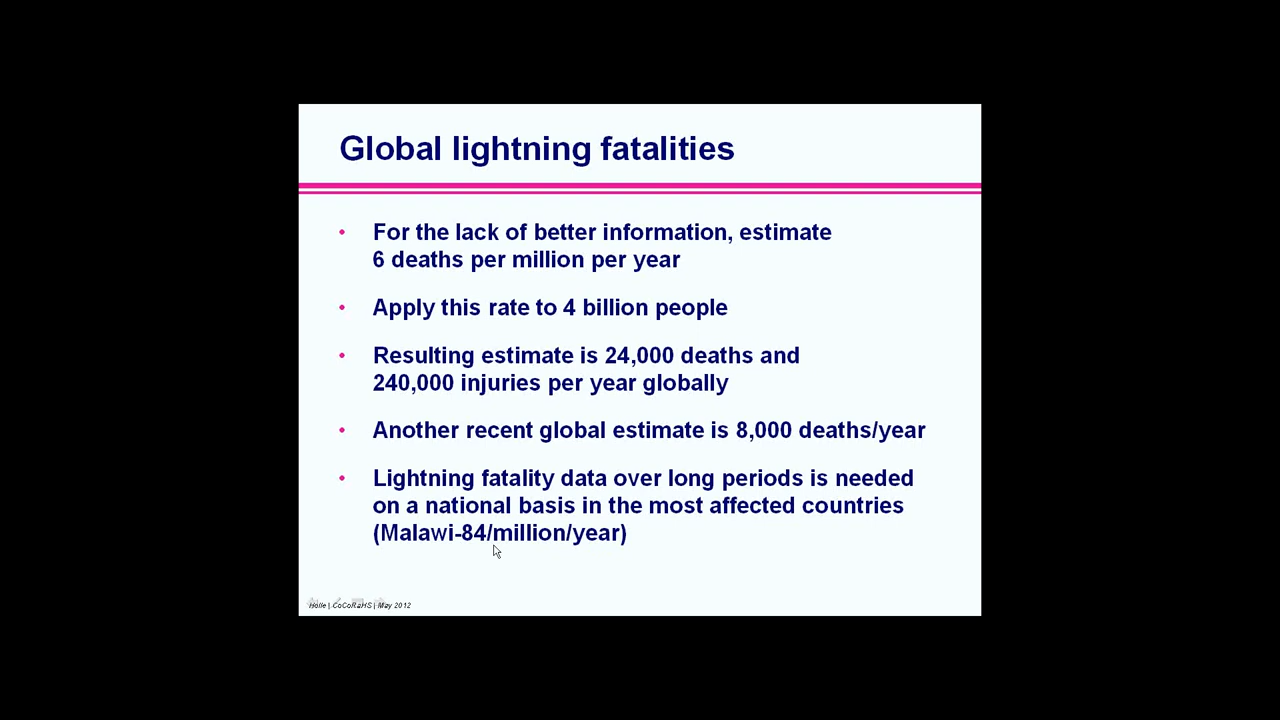 Global lightning fatalities
• For the lack of better information, estimate
6 deaths per million per year
• Apply this rate to 4 billion people
• Resulting estimate is 24,000 deaths and
240,000 injuries per year globally
• Another recent global estimate is 8,000 deaths/year
• Lightning fatality data over long periods is needed
on a national basis in the most affected countries
(Malawi-84/million/year)
Holle | CoCoRaHS | May 2012